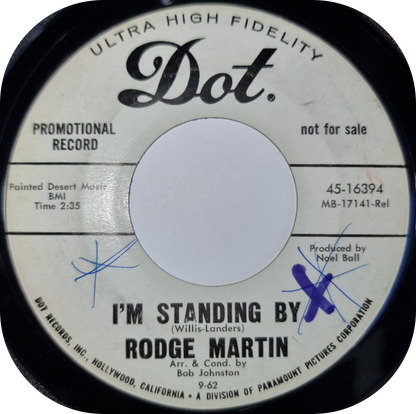 ULTRA HIGH FIDELITY
Dot.
PROMOTIONAL
RECORD
not for sale
Painted Desert Music
BMI
Time 2:35
45-16394
MB-17141-Rel
Produced by
Noel Ball
I'M STANDING BY
(Willis-Landers)
RODGE MARTIN
Arr. & Cond. by
Bob Johnston
9-62
DOT RECORDS, INC., HOLLYWOOD, CALIFORNIA • A DIVISION OF PARAMOUNT PICTURES CORPORATION